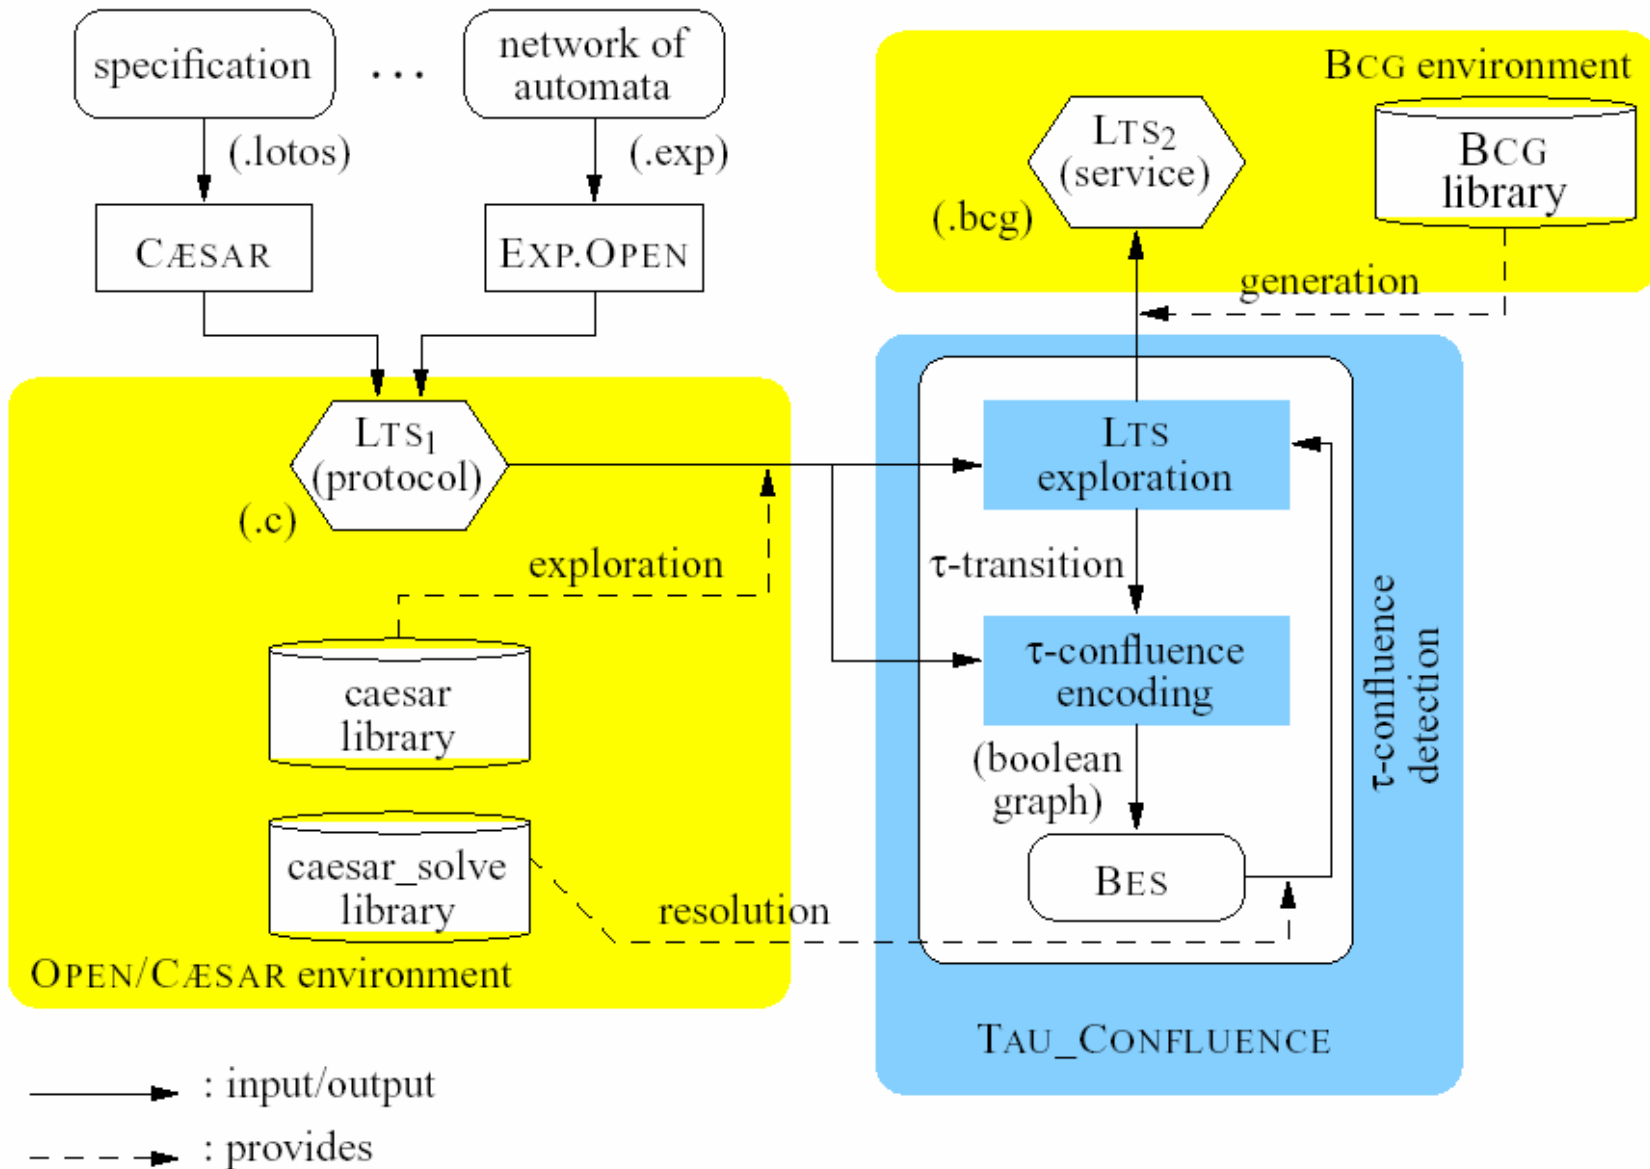 specification
...
network of
automata
(.lotos)
(.exp)
CÆSAR
EXP.OPEN
BCG environment
LTS2
(service)
(.bcg)
BCG
library
generation
LTS1
(protocol)
(.c)
exploration
caesar
library
caesar_solve
library
resolution
OPEN/CÆSAR environment
LTS
exploration
τ-transition
τ-confluence
encoding
(boolean
graph)
BES
τ-confluence
detection
TAU_CONFLUENCE
: input/output
: provides